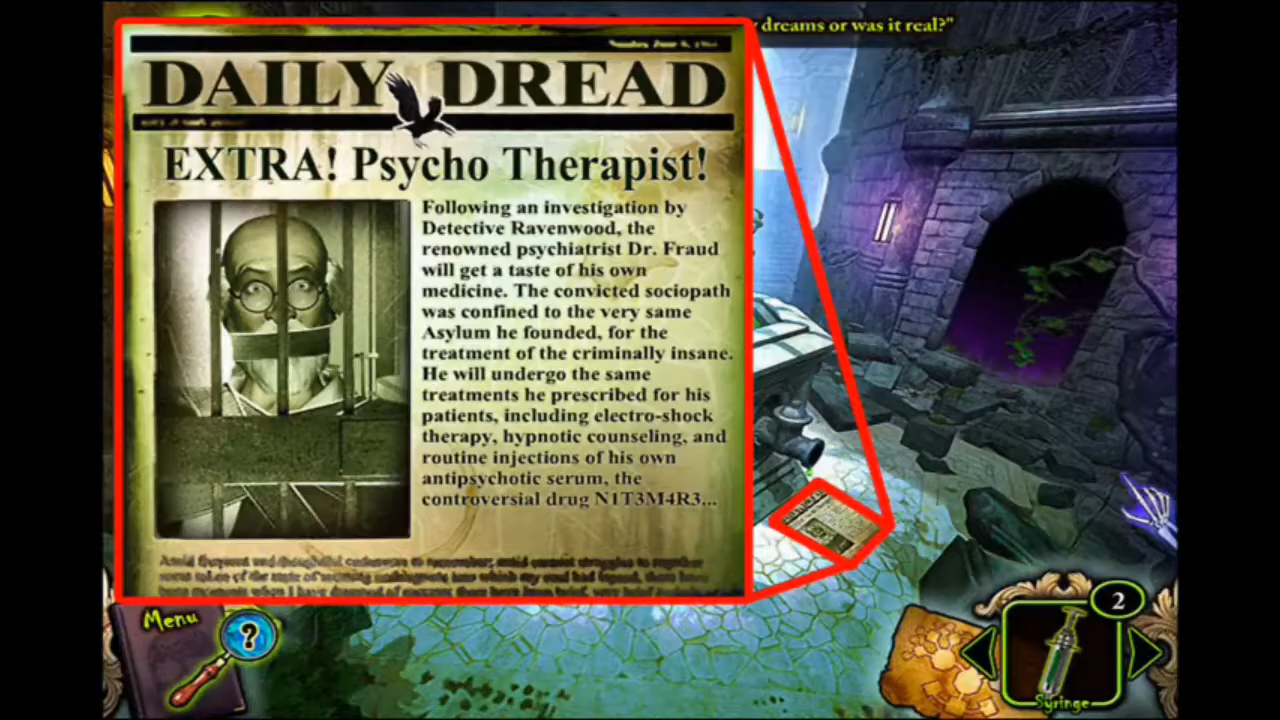 dreams or was it real?"
DAILY DREAD
EXTRA! Psycho Therapist!
Following an investigation by
Detective Ravenwood, the
renowned psychiatrist Dr. Fraud
will get a taste of his own
medicine. The convicted sociopath
was confined to the very same
Asylum he founded, for the
treatment of the criminally insane.
He will undergo the same
treatments he prescribed for his
patients, including electro-shock
therapy, hypnotic counseling, and
routine injections of his own
antipsychotic serum, the
controversial drug N1T3M4R3...
Menu
?
2
Syringe